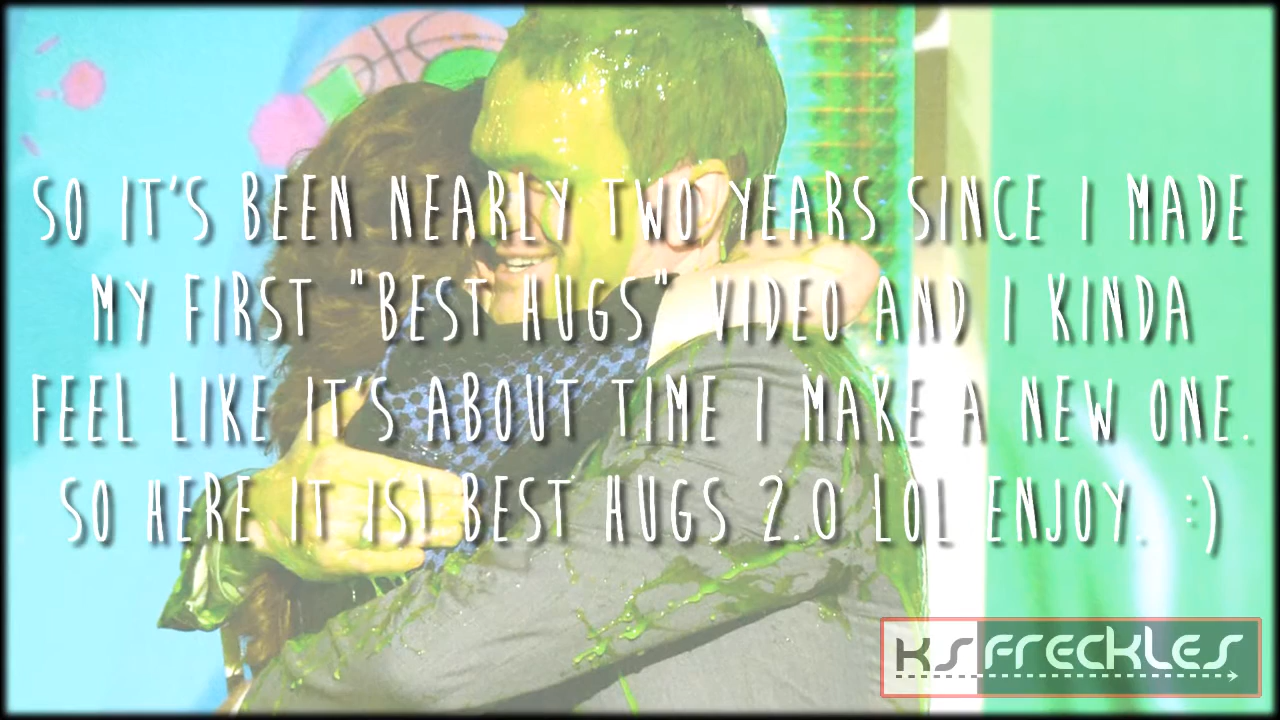 SO IT'S BEEN NEARLY TWO YEARS SINCE I MADE
MY FIRST "BEST HUGS" VIDEO AND I KINDA
FEEL LIKE IT'S ABOUT TIME I MAKE A NEW ONE.
SO HERE IT IS! BEST HUGS 2.0 LOL ENJOY. :)
KSFRECKLES